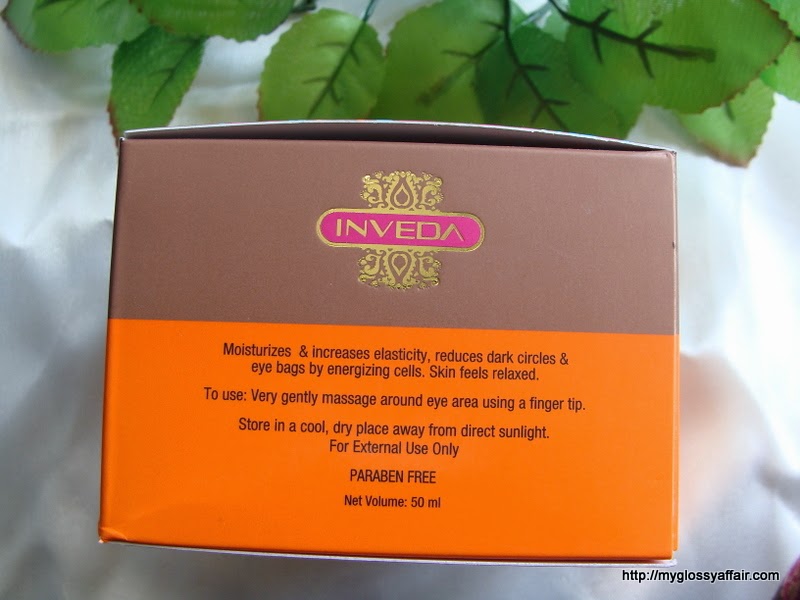 INVEDA
Moisturizes & increases elasticity, reduces dark circles &
eye bags by energizing cells. Skin feels relaxed.
To use: Very gently massage around eye area using a finger tip.
Store in a cool, dry place away from direct sunlight.
For External Use Only
PARABEN FREE
Net Volume: 50 ml
http://myglossyaffair.com